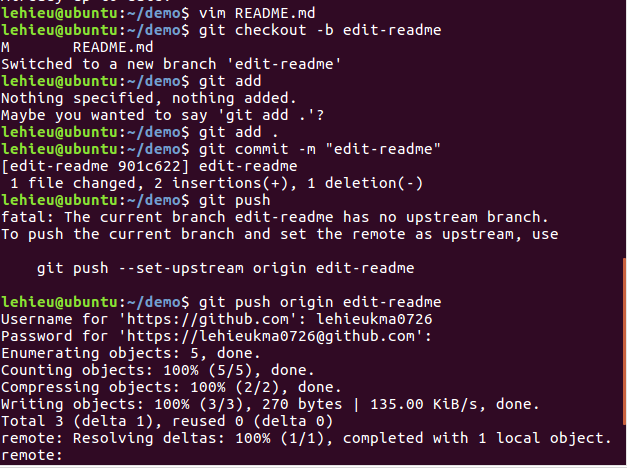 lehieu@ubuntu:~/demo$ vim README.md
lehieu@ubuntu:~/demo$ git checkout -b edit-readme
M       README.md
Switched to a new branch 'edit-readme'
lehieu@ubuntu:~/demo$ git add
Nothing specified, nothing added.
Maybe you wanted to say 'git add .'?
lehieu@ubuntu:~/demo$ git add .
lehieu@ubuntu:~/demo$ git commit -m "edit-readme"
[edit-readme 901c622] edit-readme
 1 file changed, 2 insertions(+), 1 deletion(-)
lehieu@ubuntu:~/demo$ git push
fatal: The current branch edit-readme has no upstream branch.
To push the current branch and set the remote as upstream, use

    git push --set-upstream origin edit-readme

lehieu@ubuntu:~/demo$ git push origin edit-readme
Username for 'https://github.com': lehieukma0726
Password for 'https://lehieukma0726@github.com':
Enumerating objects: 5, done.
Counting objects: 100% (5/5), done.
Compressing objects: 100% (2/2), done.
Writing objects: 100% (3/3), 270 bytes | 135.00 KiB/s, done.
Total 3 (delta 1), reused 0 (delta 0)
remote: Resolving deltas: 100% (1/1), completed with 1 local object.
remote: